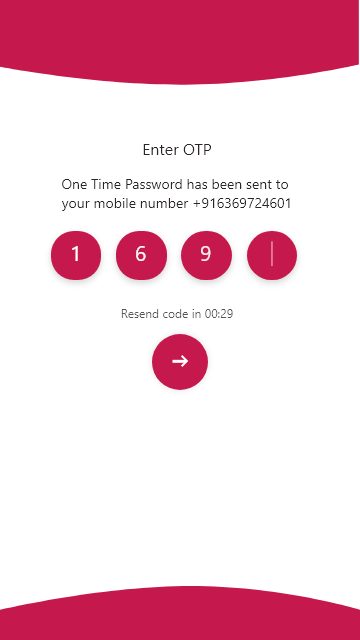 Enter OTP
One Time Password has been sent to
your mobile number +916369724601
1 6 9
Resend code in 00:29